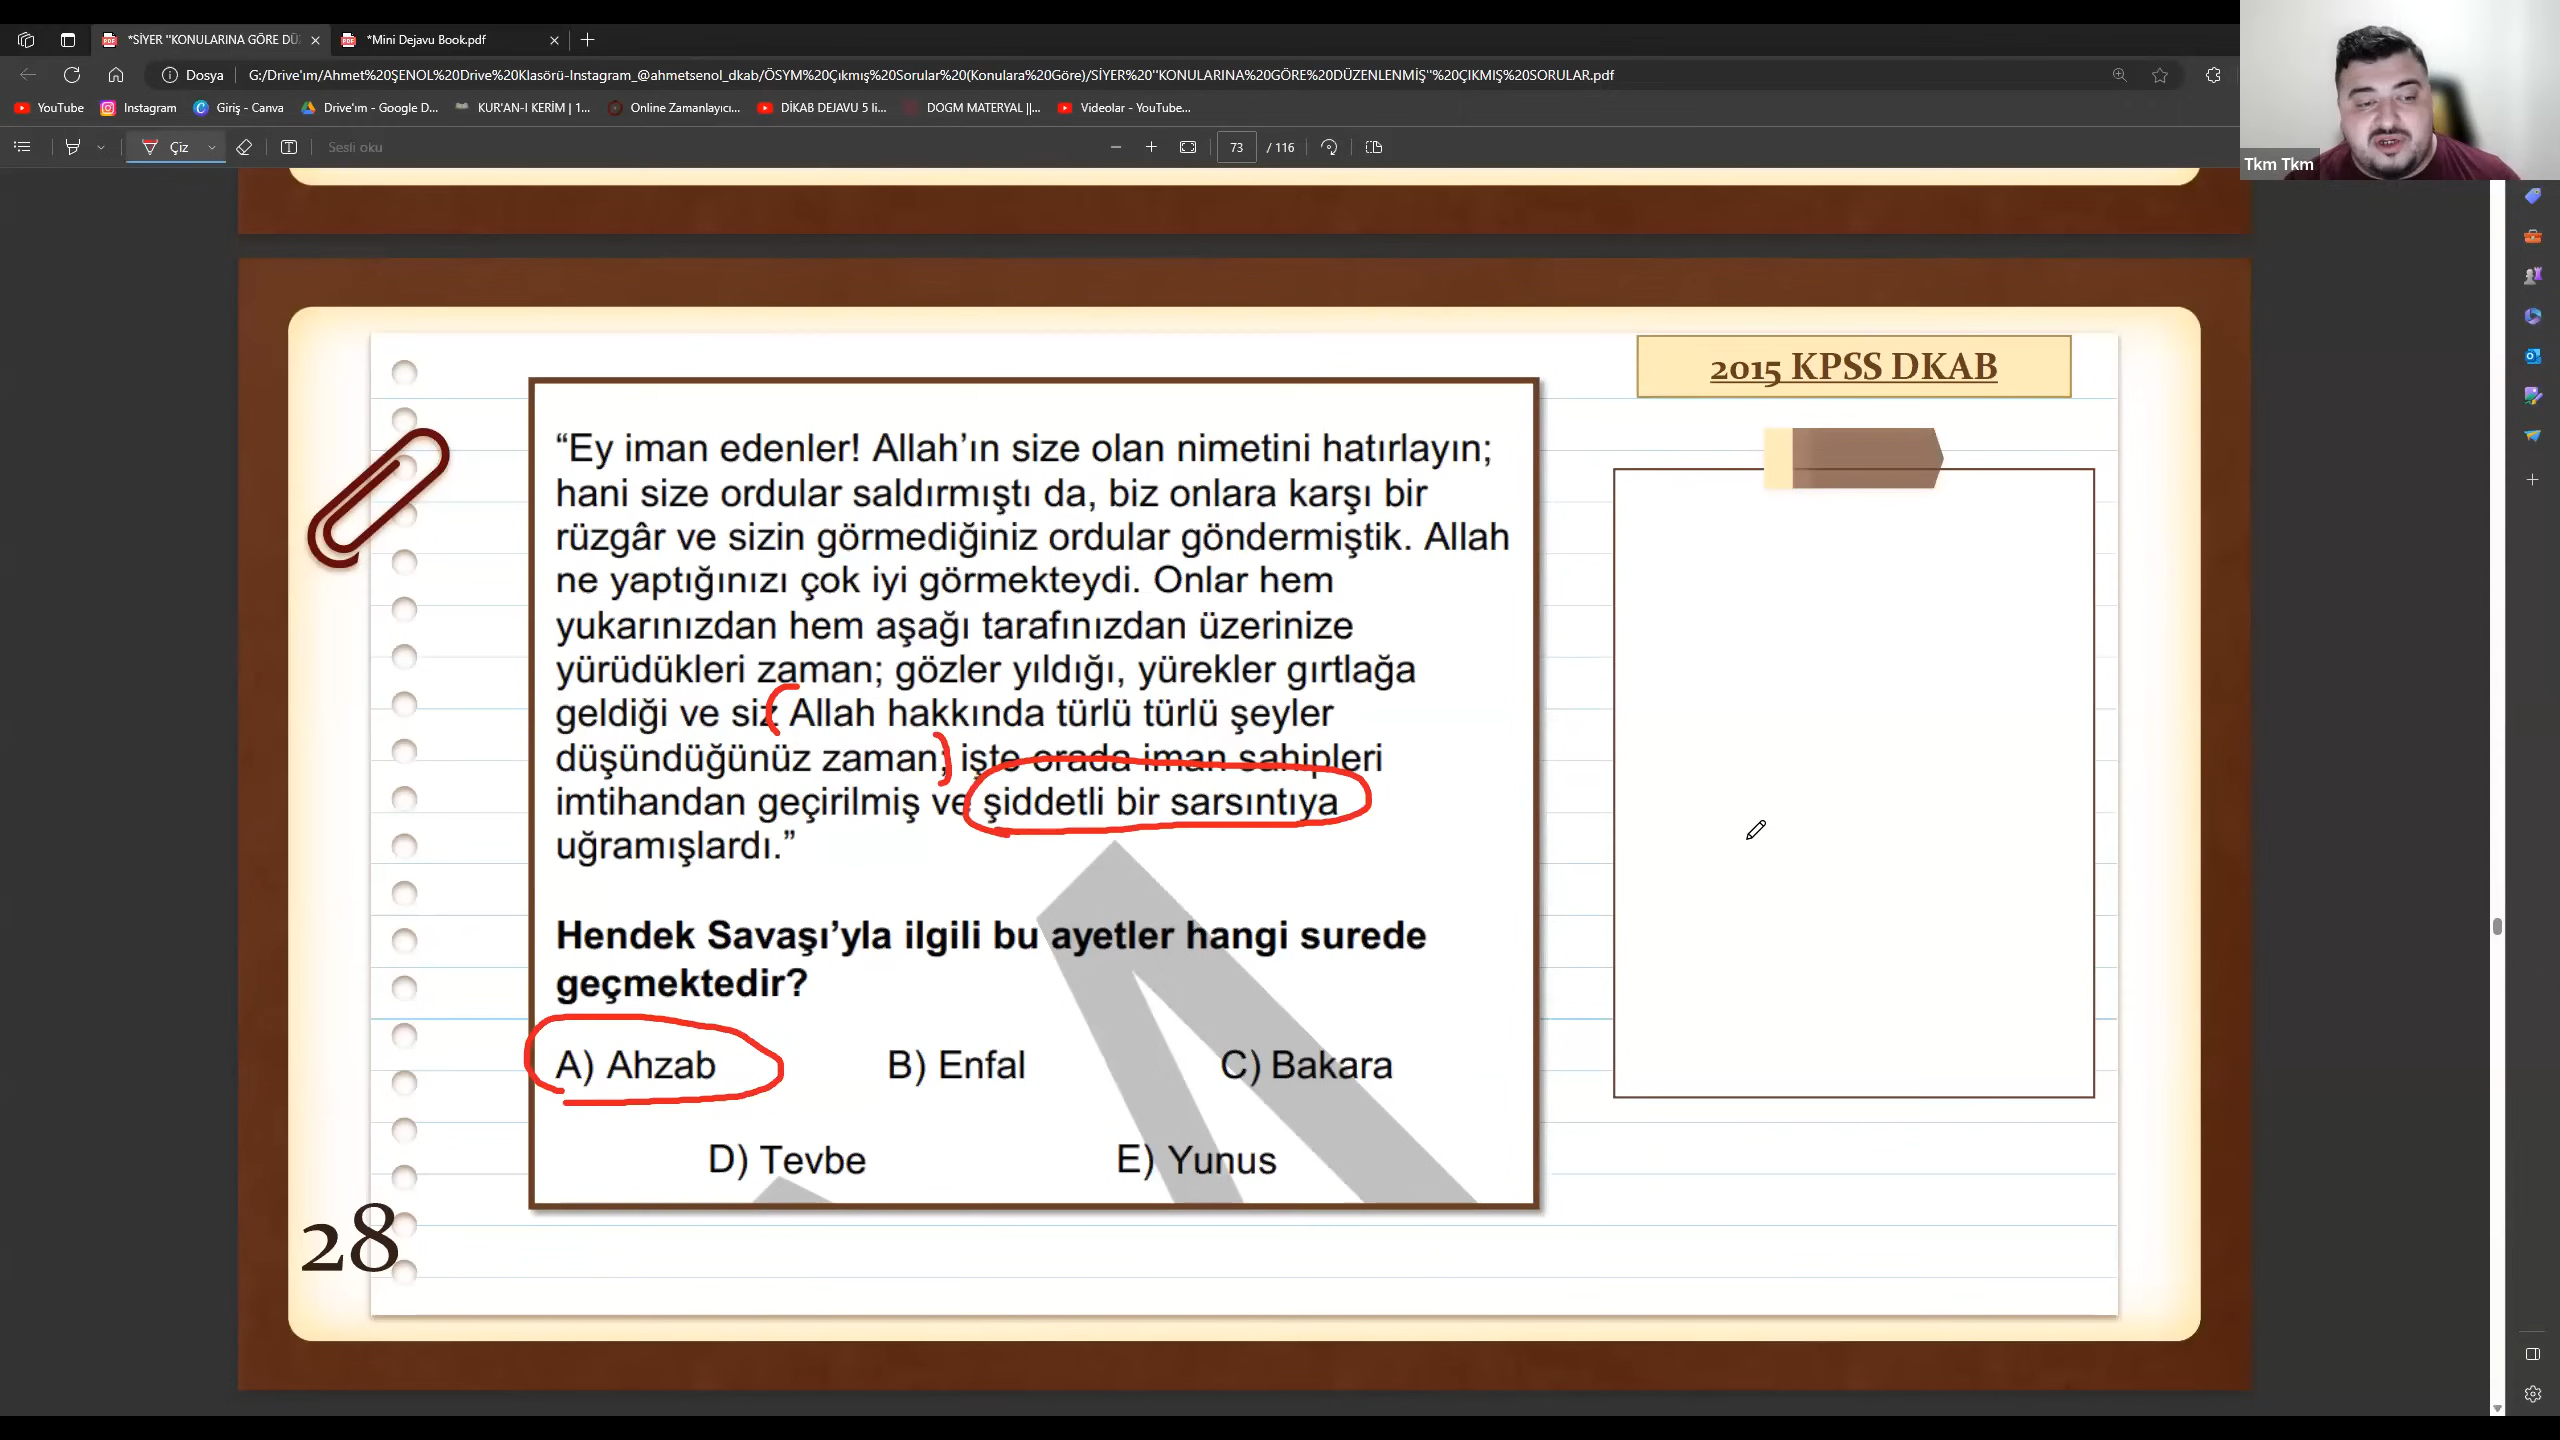 *SİYER "KONULARINA GÖRE DÜZ
*Mini Dejavu Book.pdf
Dosya
G:/Drive'ım/Ahmet%20ŞENOL%20Drive%20Klasörü-Instagram_@ahmetsenol_dkab/ÖSYM%20Çıkmış%20Sorular%20(Konulara%20Göre)/SİYER%20''KONULARINA%20GÖRE%20DÜZENLENMİŞ''%20ÇIKMIŞ%20SORULAR.pdf
YouTube
Instagram
Giriş - Canva
Drive'ım - Google D...
KUR'AN-I KERİM | 1...
Online Zamanlayıcı...
DİKAB DEJAVU 5 li...
DOGM MATERYAL ||...
Videolar - YouTube...
Çiz
Sesli oku
73 / 116
Tkm Tkm
2015 KPSS DKAB
“Ey iman edenler! Allah’ın size olan nimetini hatırlayın;
hani size ordular saldırmıştı da, biz onlara karşı bir
rüzgâr ve sizin görmediğiniz ordular göndermiştik. Allah
ne yaptığınızı çok iyi görmekteydi. Onlar hem
yukarınızdan hem aşağı tarafınızdan üzerinize
yürüdükleri zaman; gözler yıldığı, yürekler gırtlağa
geldiği ve siz Allah hakkında türlü türlü şeyler
düşündüğünüz zaman; işte orada iman sahipleri
imtihandan geçirilmiş ve şiddetli bir sarsıntıya
uğramışlardı.”
Hendek Savaşı’yla ilgili bu ayetler hangi surede
geçmektedir?
A) Ahzab B) Enfal C) Bakara
D) Tevbe E) Yunus
28